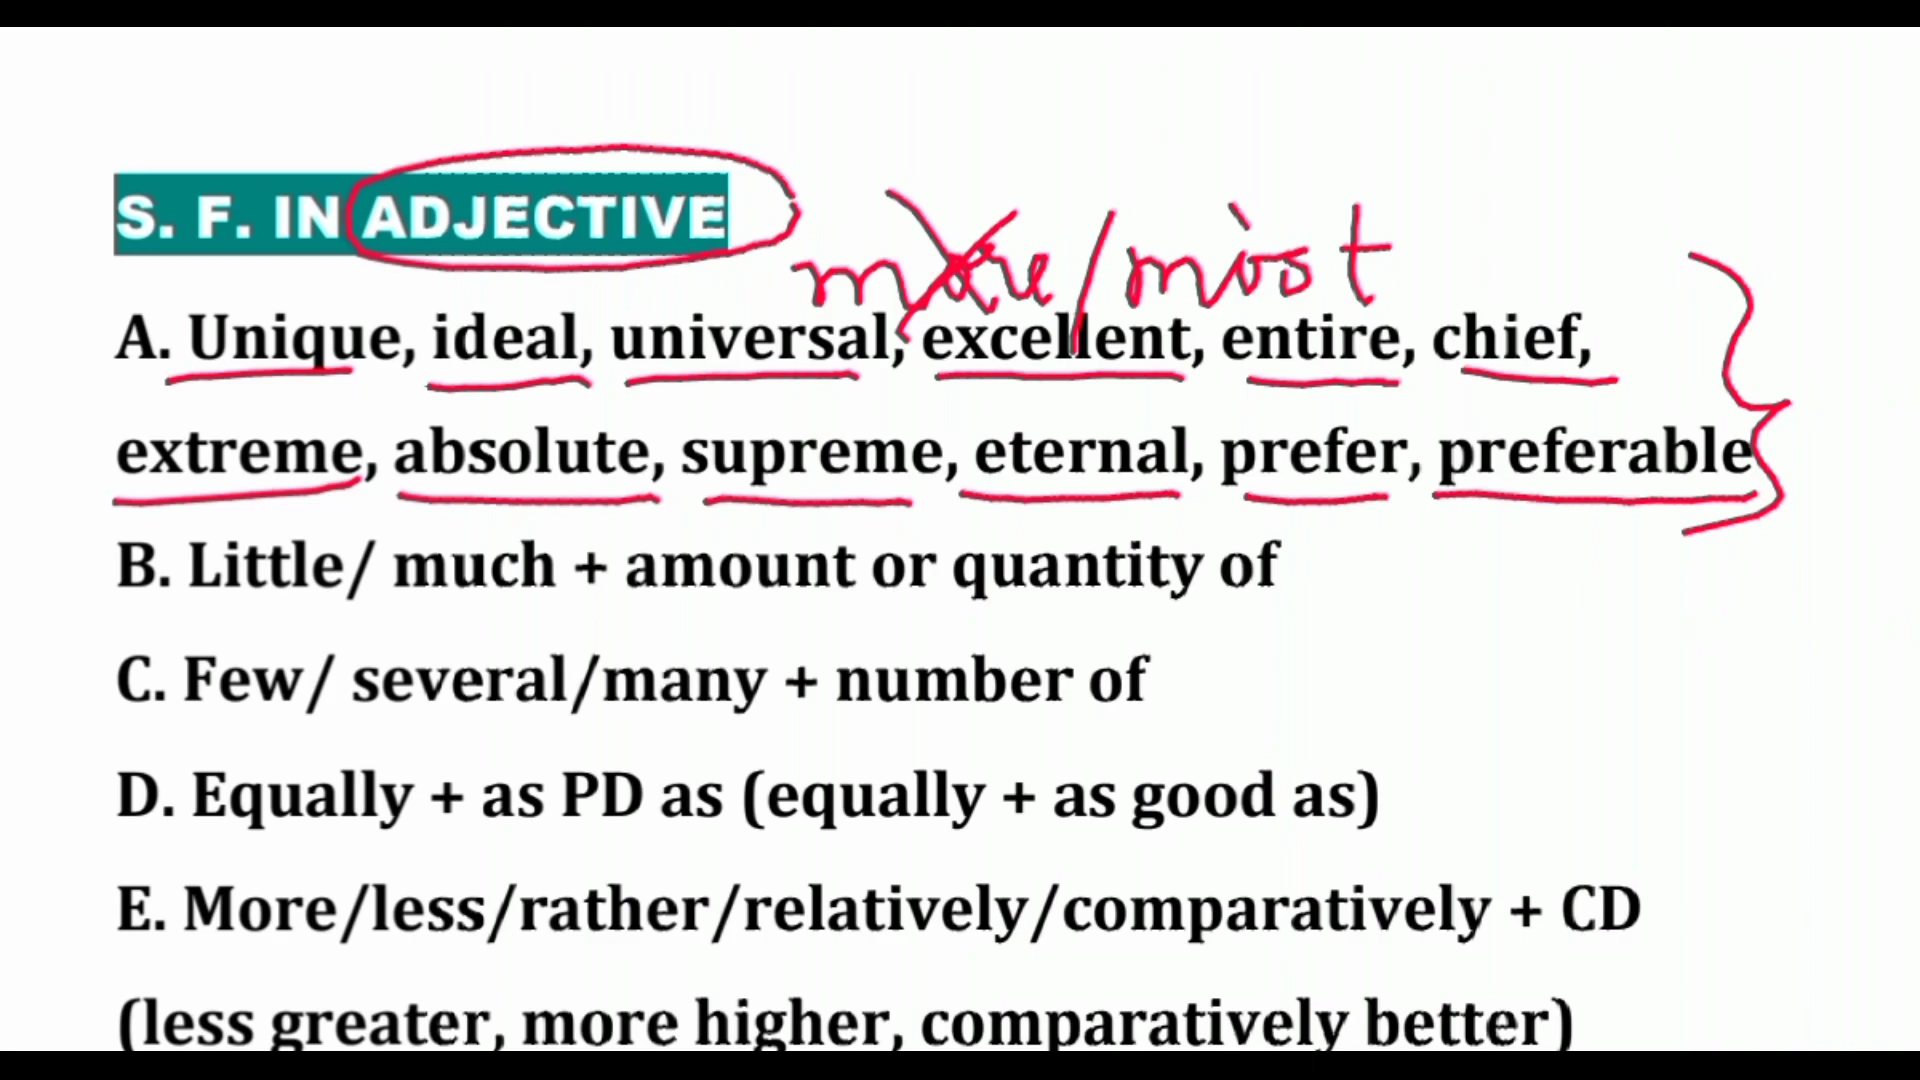 S. F. IN ADJECTIVE
more/most
A. Unique, ideal, universal, excellent, entire, chief,
extreme, absolute, supreme, eternal, prefer, preferable
B. Little/ much + amount or quantity of
C. Few/ several/many + number of
D. Equally + as PD as (equally + as good as)
E. More/less/rather/relatively/comparatively + CD
(less greater, more higher, comparatively better)